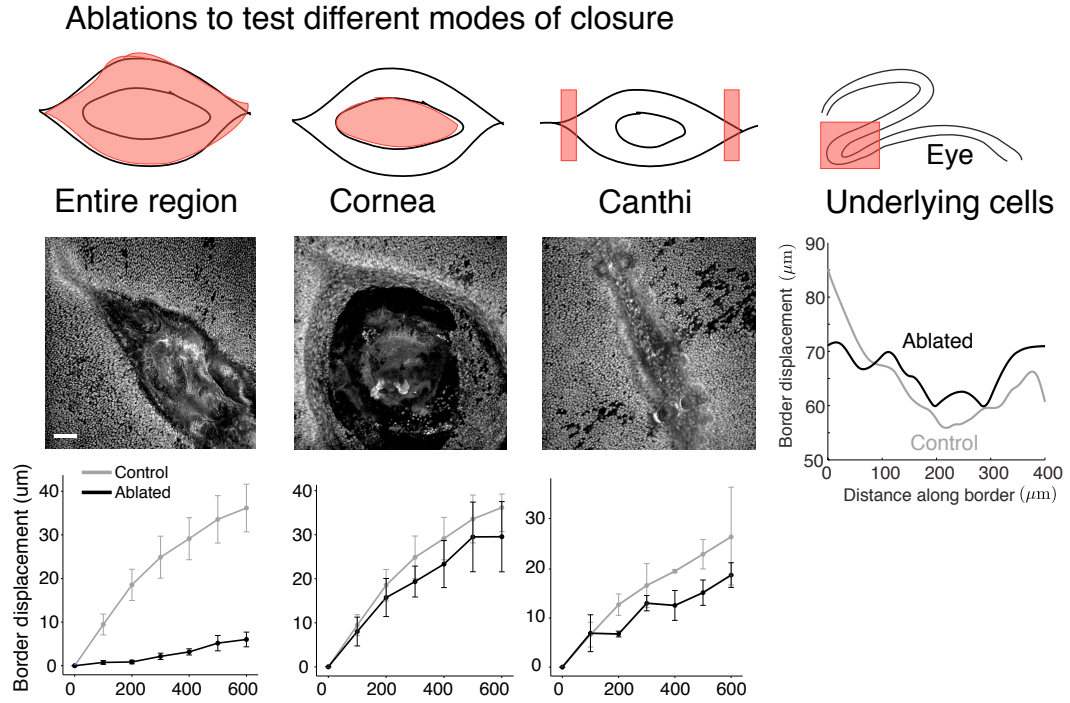 Ablations to test different modes of closure
Eye
Entire region
Cornea
Canthi
Underlying cells
90
80
70
60
50
Border displacement (μm)
Ablated
Control
0
100
200
300
400
Distance along border (μm)
Control
Ablated
Border displacement (um)
40
30
20
10
0
0
200
400
600
40
30
20
10
0
0
200
400
600
30
20
10
0
0
200
400
600